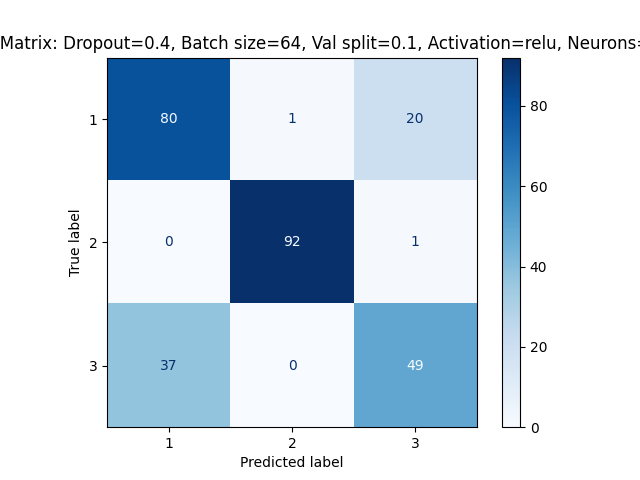 Matrix: Dropout=0.4, Batch size=64, Val split=0.1, Activation=relu, Neurons=
80 1 20
0 92 1
37 0 49
1
2
3
True label
1 2 3
Predicted label
80
60
40
20
0